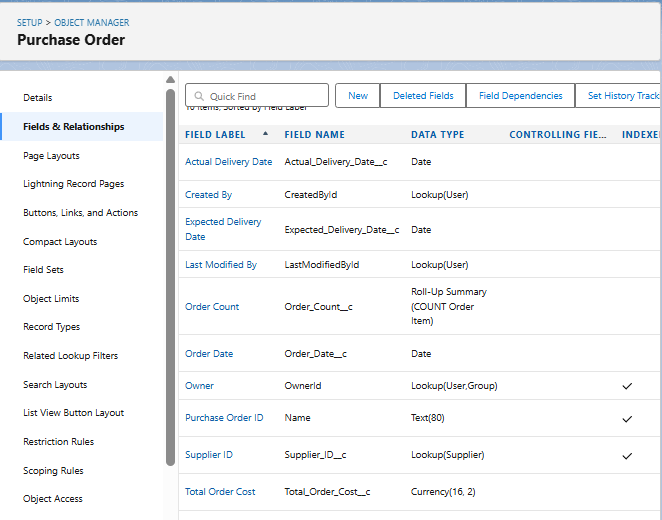 SETUP > OBJECT MANAGER
Purchase Order
Details
Fields & Relationships
Page Layouts
Lightning Record Pages
Buttons, Links, and Actions
Compact Layouts
Field Sets
Object Limits
Record Types
Related Lookup Filters
Search Layouts
List View Button Layout
Restriction Rules
Scoping Rules
Object Access
Quick Find
New
Deleted Fields
Field Dependencies
Set History Track
10 Items, Sorted by Field Label
FIELD LABEL FIELD NAME DATA TYPE CONTROLLING FIE... INDEXE
Actual Delivery Date Actual_Delivery_Date__c Date
Created By CreatedById Lookup(User)
Expected Delivery
Date Expected_Delivery_Date__c Date
Last Modified By LastModifiedById Lookup(User)
Order Count Order_Count__c Roll-Up Summary
(COUNT Order
Item)
Order Date Order_Date__c Date
Owner OwnerId Lookup(User,Group)
Purchase Order ID Name Text(80)
Supplier ID Supplier_ID__c Lookup(Supplier)
Total Order Cost Total_Order_Cost__c Currency(16, 2)